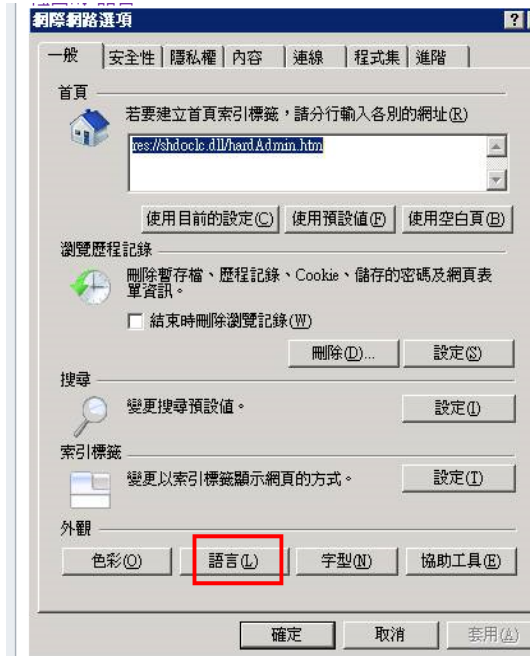 網際網路選項
一般 安全性 隱私權 內容 連線 程式集 進階
首頁
若要建立首頁索引標籤，請分行輸入各別的網址(R)
res://shdoclc.dll/hardAdmin.htm
使用目前的設定(C) 使用預設值(F) 使用空白頁(B)
瀏覽歷程記錄
刪除暫存檔、歷程記錄、Cookie、儲存的密碼及網頁表
單資訊。
結束時刪除瀏覽記錄(W)
刪除(D)... 設定(S)
搜尋
變更搜尋預設值。 設定(I)
索引標籤
變更以索引標籤顯示網頁的方式。 設定(T)
外觀
色彩(O) 語言(L) 字型(N) 協助工具(E)
確定 取消 套用(A)